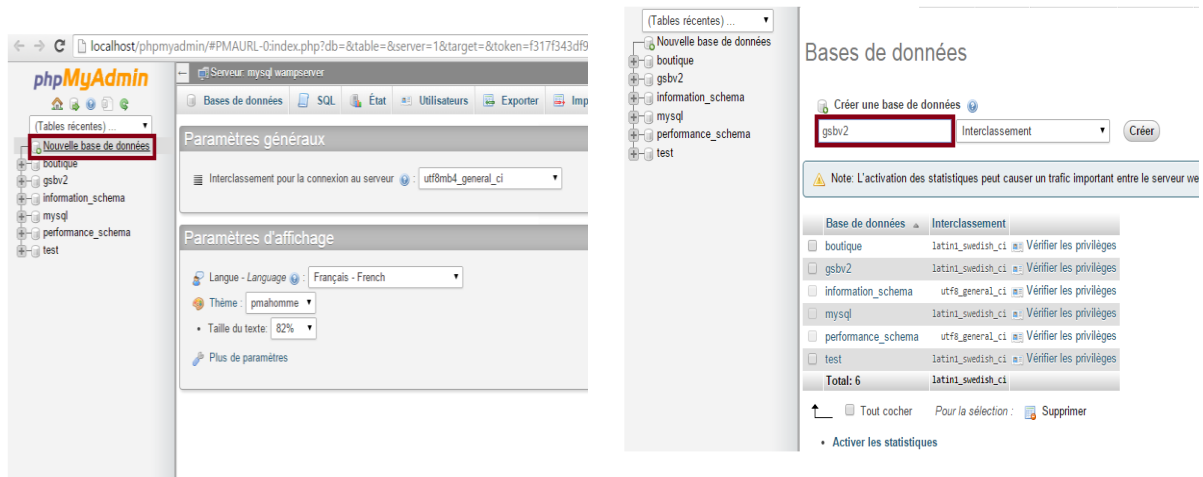 localhost/phpmyadmin/#PMAURL-0:index.php?db=&table=&server=1&target=&token=f317f343df9
phpMyAdmin
(Tables récentes) ...
Nouvelle base de données
boutique
gsbv2
information_schema
mysql
performance_schema
test
Serveur: mysql wampserver
Bases de données SQL État Utilisateurs Exporter Imp
Paramètres généraux
Interclassement pour la connexion au serveur : utf8mb4_general_ci
Paramètres d'affichage
Langue - Language : Français - French
Thème : pmahomme
• Taille du texte: 82%
Plus de paramètres
(Tables récentes) ...
Nouvelle base de données
boutique
gsbv2
information_schema
mysql
performance_schema
test
Bases de données
Créer une base de données
gsbv2 Interclassement Créer
Note: L'activation des statistiques peut causer un trafic important entre le serveur we
Base de données Interclassement
boutique latin1_swedish_ci Vérifier les privilèges
gsbv2 latin1_swedish_ci Vérifier les privilèges
information_schema utf8_general_ci Vérifier les privilèges
mysql latin1_swedish_ci Vérifier les privilèges
performance_schema utf8_general_ci Vérifier les privilèges
test latin1_swedish_ci Vérifier les privilèges
Total: 6 latin1_swedish_ci
Tout cocher Pour la sélection : Supprimer
• Activer les statistiques